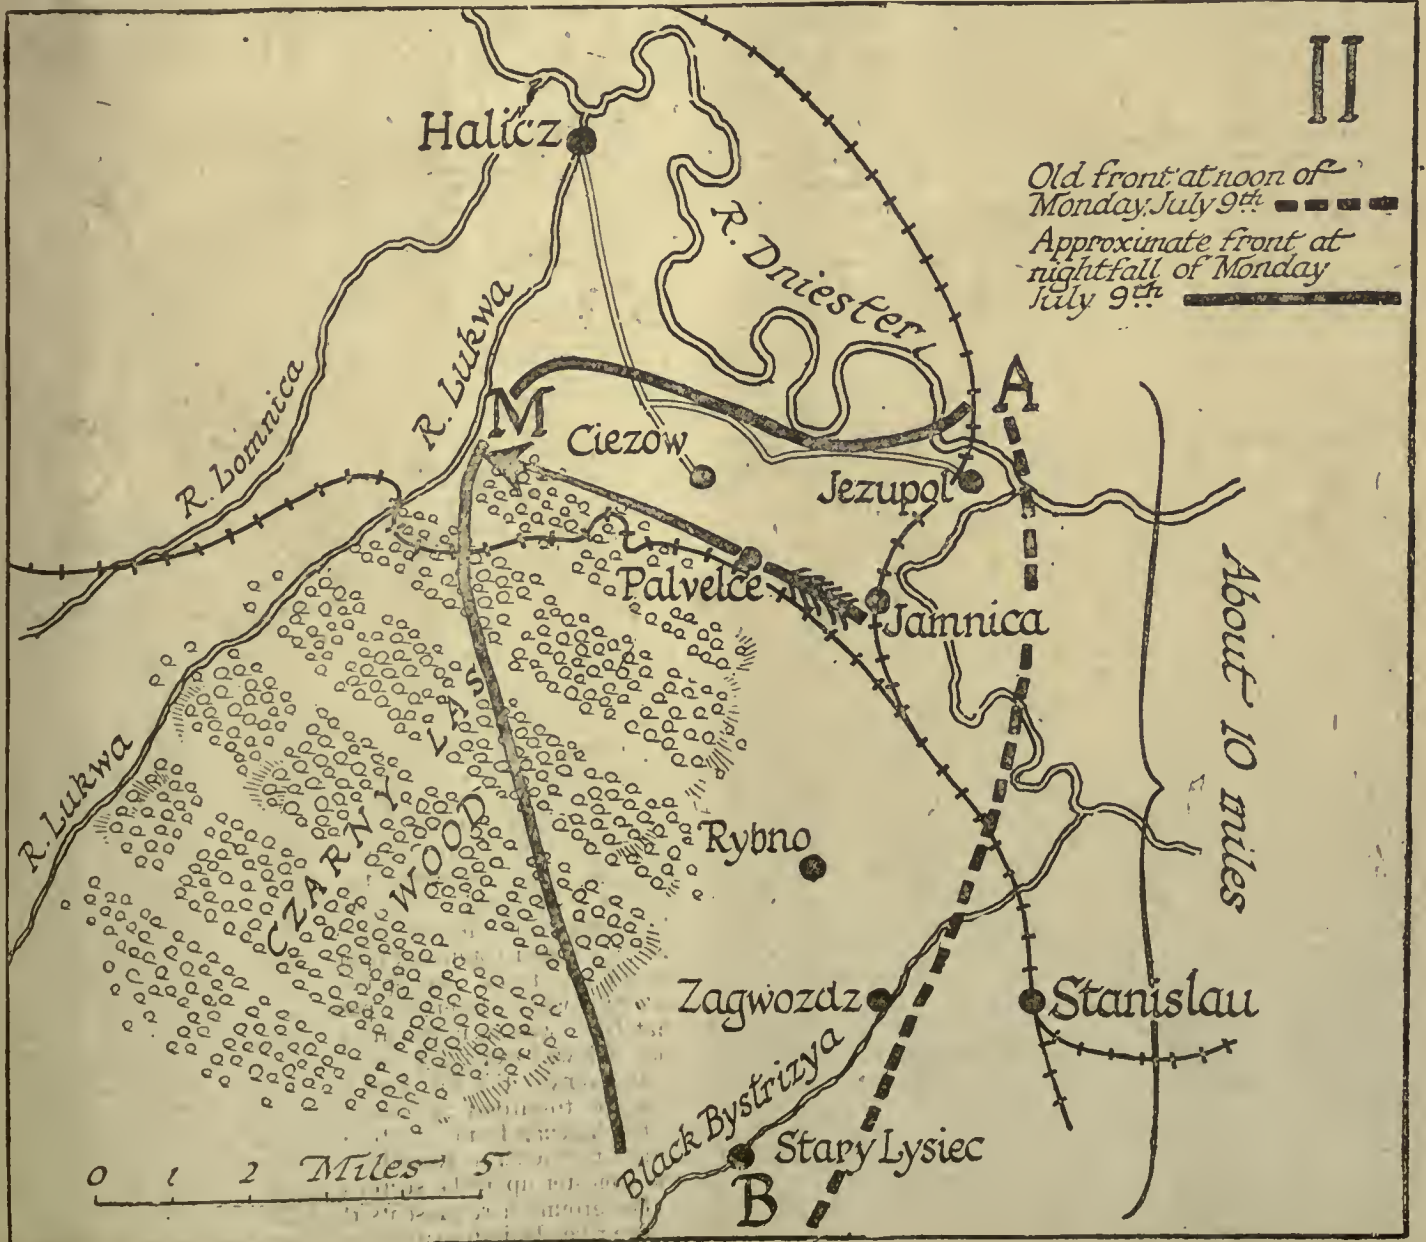 II
Old front at noon of
Monday, July 9th
Approximate front at
nightfall of Monday
July 9th
Halicz
R. Dniester
R. Lukwa
R. Lomnica
A
M
Ciezow
Jezupol
Palvelce
Jamnica
About 10 miles
R. Lukwa
CZARZY LAS
WOOD
Rybno
Zagwozdz
Stanislau
Black Bystrizya
Stary Lysiec
B
0 1 2 Miles 5